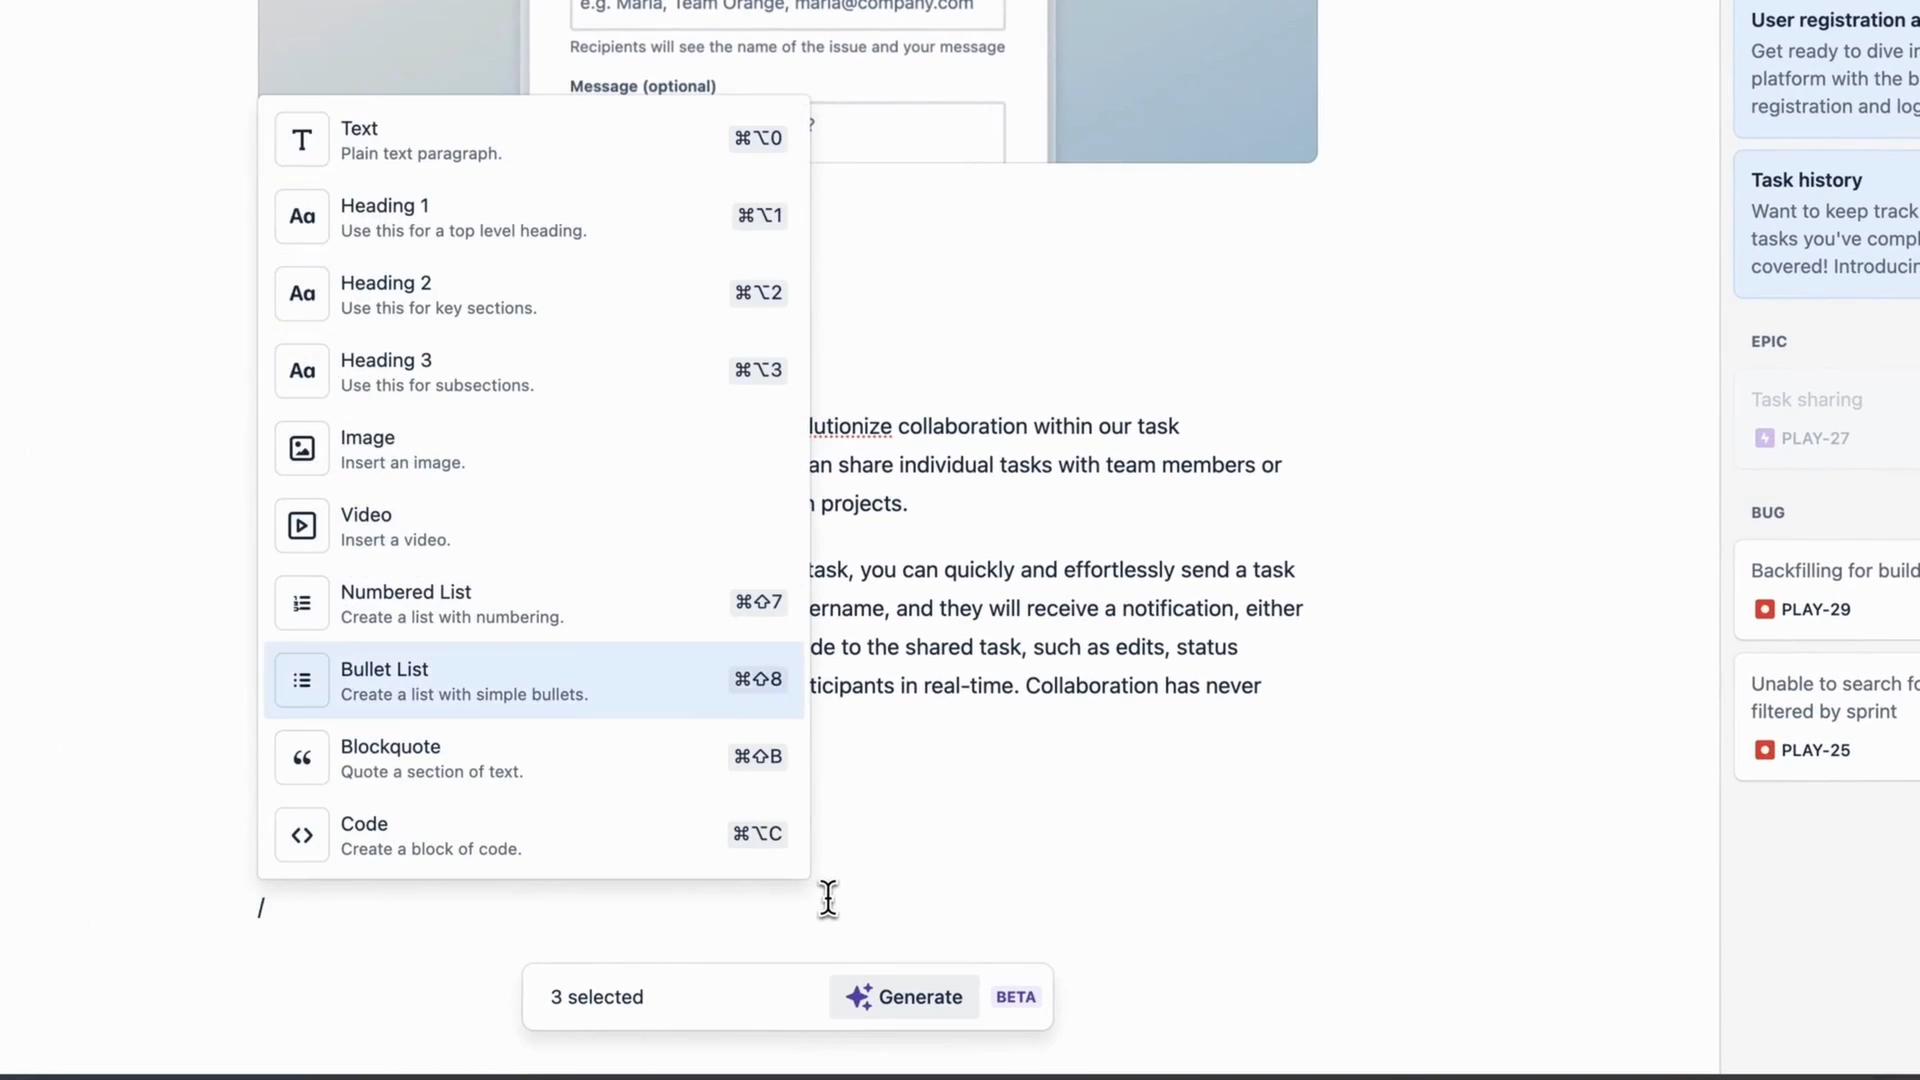 e.g. Maria, Team Orange, maria@company.com
Recipients will see the name of the issue and your message
Message (optional)
?
Text
⌘⌥0
Plain text paragraph.
Aa
Heading 1
⌘⌥1
Use this for a top level heading.
Aa
Heading 2
⌘⌥2
Use this for key sections.
Aa
Heading 3
⌘⌥3
Use this for subsections.
Image
Insert an image.
Video
Insert a video.
Numbered List
⌘⇧7
Create a list with numbering.
Bullet List
⌘⇧8
Create a list with simple bullets.
Blockquote
⌘⇧B
Quote a section of text.
Code
⌘⌥C
Create a block of code.
lutionize collaboration within our task
an share individual tasks with team members or
projects.
task, you can quickly and effortlessly send a task
ername, and they will receive a notification, either
de to the shared task, such as edits, status
ticipants in real-time. Collaboration has never
/
3 selected
Generate
BETA
User registration a
Get ready to dive in
platform with the b
registration and log
Task history
Want to keep track
tasks you've compl
covered! Introducin
EPIC
Task sharing
PLAY-27
BUG
Backfilling for build
PLAY-29
Unable to search fo
filtered by sprint
PLAY-25